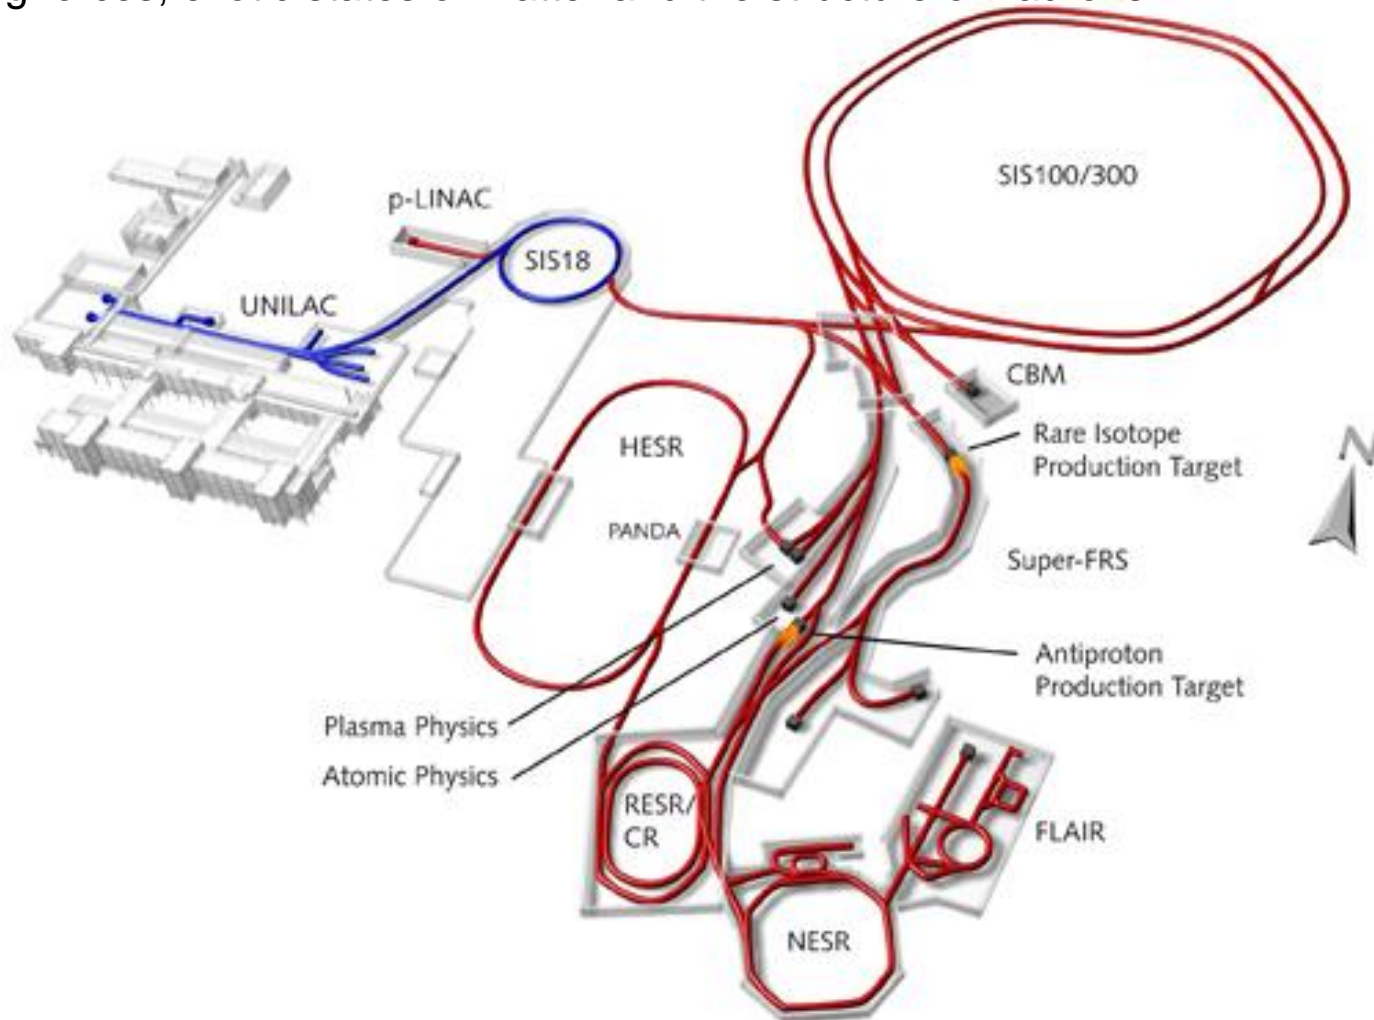 p-LINAC
SIS100/300
SIS18
UNILAC
CBM
Rare Isotope
Production Target
HESR
N
PANDA
Super-FRS
Antiproton
Production Target
Plasma Physics
Atomic Physics
RESR/
CR
FLAIR
NESR